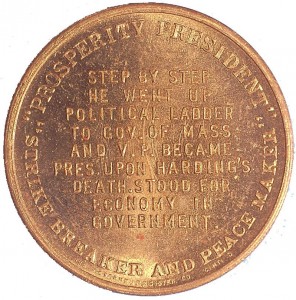 "PROSPERITY PRESIDENT"
STEP BY STEP
HE WENT UP
POLITICAL LADDER
TO GOV. OF MASS.
AND V. P. BECAME
PRES. UPON HARDING'S
DEATH. STOOD FOR
ECONOMY IN
GOVERNMENT
STRIKE BREAKER AND PEACE MAKER